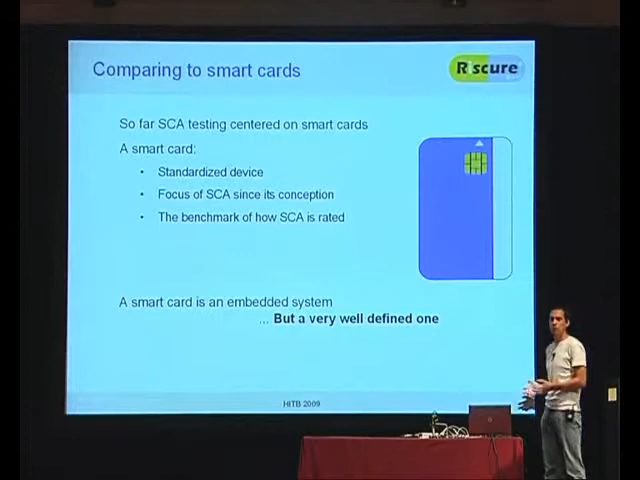 Comparing to smart cards
Riscure
So far SCA testing centered on smart cards
A smart card:
• Standardized device
• Focus of SCA since its conception
• The benchmark of how SCA is rated
A smart card is an embedded system
... But a very well defined one
HITB 2009